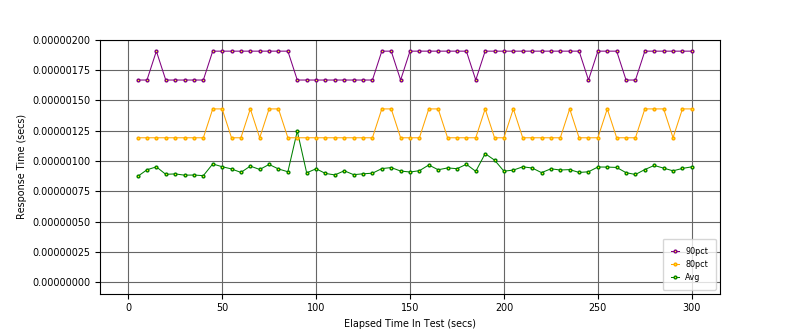 0.00000200
0.00000175
0.00000150
0.00000125
0.00000100
0.00000075
0.00000050
0.00000025
0.00000000
Response Time (secs)
90pct
80pct
Avg
0 50 100 150 200 250 300
Elapsed Time In Test (secs)